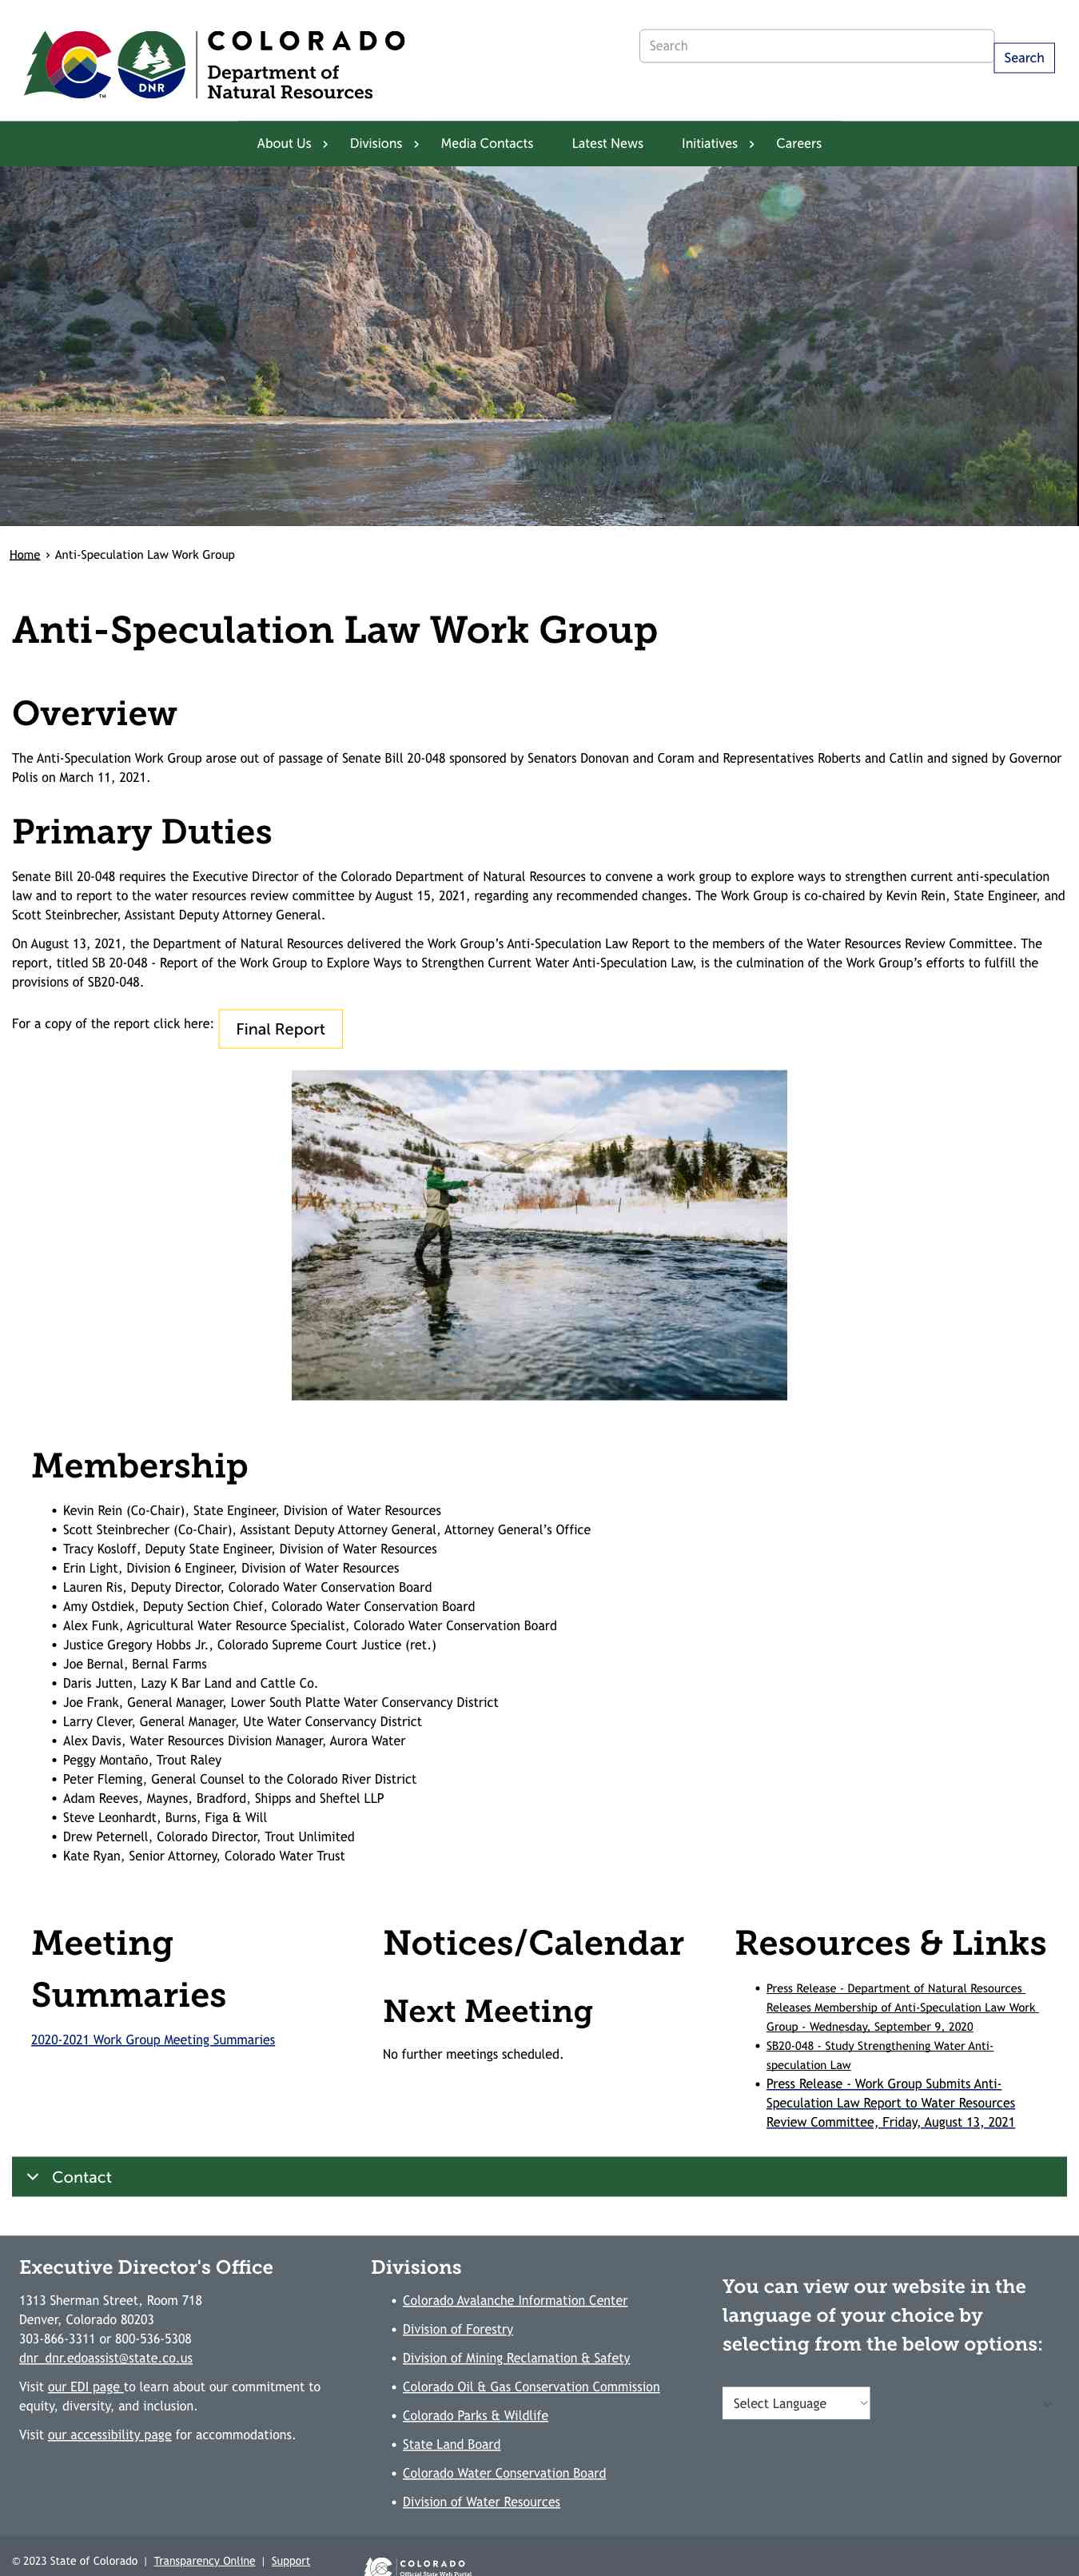 COLORADO
Department of
Natural Resources
DNR
TM
Search
Search
About Us
Divisions
Media Contacts
Latest News
Initiatives
Careers
Home › Anti-Speculation Law Work Group
Anti-Speculation Law Work Group
Overview
The Anti-Speculation Work Group arose out of passage of Senate Bill 20-048 sponsored by Senators Donovan and Coram and Representatives Roberts and Catlin and signed by Governor
Polis on March 11, 2021.
Primary Duties
Senate Bill 20-048 requires the Executive Director of the Colorado Department of Natural Resources to convene a work group to explore ways to strengthen current anti-speculation
law and to report to the water resources review committee by August 15, 2021, regarding any recommended changes. The Work Group is co-chaired by Kevin Rein, State Engineer, and
Scott Steinbrecher, Assistant Deputy Attorney General.
On August 13, 2021, the Department of Natural Resources delivered the Work Group’s Anti-Speculation Law Report to the members of the Water Resources Review Committee. The
report, titled SB 20-048 - Report of the Work Group to Explore Ways to Strengthen Current Water Anti-Speculation Law, is the culmination of the Work Group’s efforts to fulfill the
provisions of SB20-048.
For a copy of the report click here: Final Report
Membership
• Kevin Rein (Co-Chair), State Engineer, Division of Water Resources
• Scott Steinbrecher (Co-Chair), Assistant Deputy Attorney General, Attorney General’s Office
• Tracy Kosloff, Deputy State Engineer, Division of Water Resources
• Erin Light, Division 6 Engineer, Division of Water Resources
• Lauren Ris, Deputy Director, Colorado Water Conservation Board
• Amy Ostdiek, Deputy Section Chief, Colorado Water Conservation Board
• Alex Funk, Agricultural Water Resource Specialist, Colorado Water Conservation Board
• Justice Gregory Hobbs Jr., Colorado Supreme Court Justice (ret.)
• Joe Bernal, Bernal Farms
• Daris Jutten, Lazy K Bar Land and Cattle Co.
• Joe Frank, General Manager, Lower South Platte Water Conservancy District
• Larry Clever, General Manager, Ute Water Conservancy District
• Alex Davis, Water Resources Division Manager, Aurora Water
• Peggy Montaño, Trout Raley
• Peter Fleming, General Counsel to the Colorado River District
• Adam Reeves, Maynes, Bradford, Shipps and Sheftel LLP
• Steve Leonhardt, Burns, Figa & Will
• Drew Peternell, Colorado Director, Trout Unlimited
• Kate Ryan, Senior Attorney, Colorado Water Trust
Meeting
Summaries
2020-2021 Work Group Meeting Summaries
Notices/Calendar
Next Meeting
No further meetings scheduled.
Resources & Links
• Press Release - Department of Natural Resources
Releases Membership of Anti-Speculation Law Work
Group - Wednesday, September 9, 2020
• SB20-048 - Study Strengthening Water Anti-
speculation Law
• Press Release - Work Group Submits Anti-
Speculation Law Report to Water Resources
Review Committee, Friday, August 13, 2021
Contact
Executive Director's Office
1313 Sherman Street, Room 718
Denver, Colorado 80203
303-866-3311 or 800-536-5308
dnr_dnr.edoassist@state.co.us
Visit our EDI page to learn about our commitment to
equity, diversity, and inclusion.
Visit our accessibility page for accommodations.
Divisions
• Colorado Avalanche Information Center
• Division of Forestry
• Division of Mining Reclamation & Safety
• Colorado Oil & Gas Conservation Commission
• Colorado Parks & Wildlife
• State Land Board
• Colorado Water Conservation Board
• Division of Water Resources
You can view our website in the
language of your choice by
selecting from the below options:
Select Language
© 2023 State of Colorado | Transparency Online | Support
COLORADO
Official State Web Portal